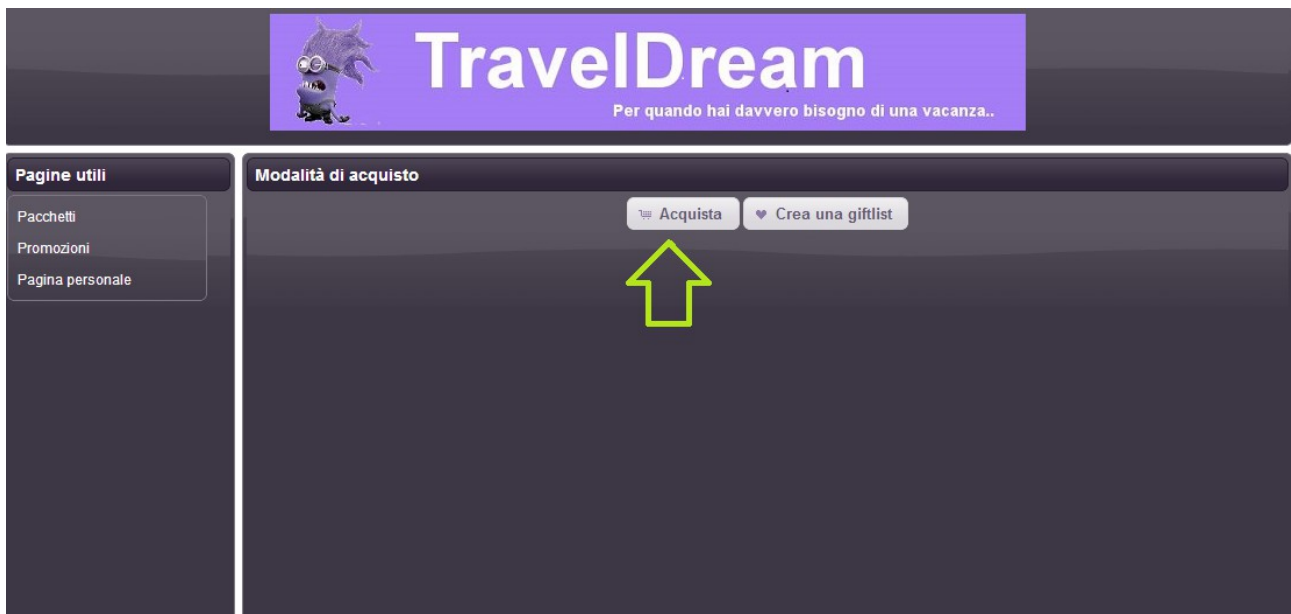 TravelDream
Per quando hai davvero bisogno di una vacanza..
Pagine utili
Pacchetti
Promozioni
Pagina personale
Modalità di acquisto
Acquista
Crea una giftlist